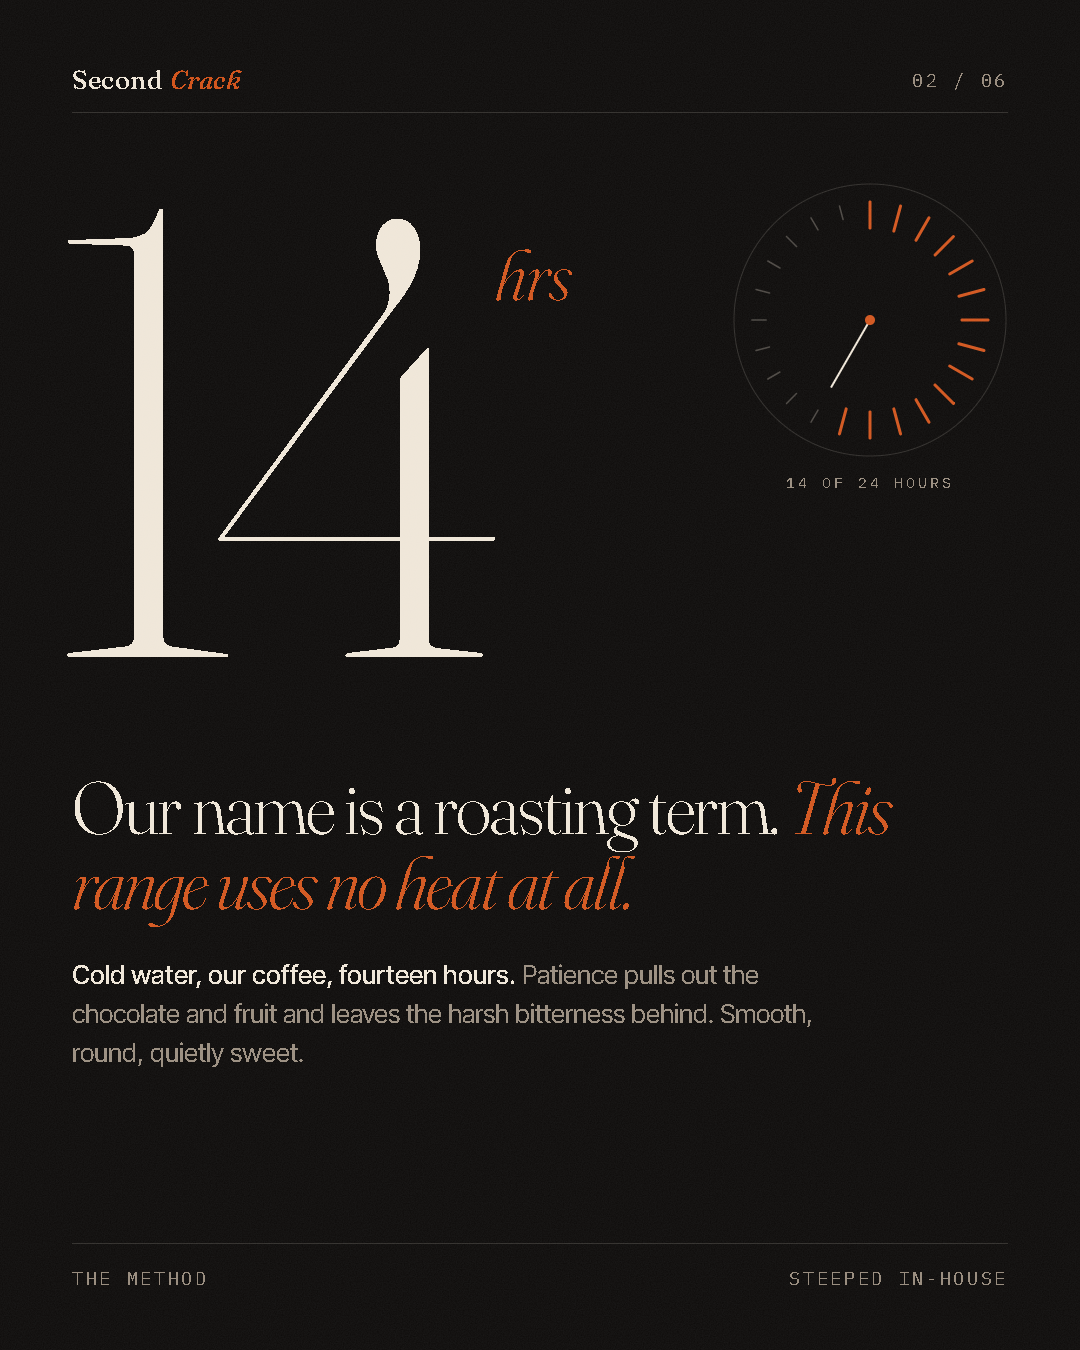 Second Crack
02 / 06
14 hrs
14 OF 24 HOURS
Our name is a roasting term. This
range uses no heat at all.
Cold water, our coffee, fourteen hours. Patience pulls out the
chocolate and fruit and leaves the harsh bitterness behind. Smooth,
round, quietly sweet.
THE METHOD
STEEPED IN-HOUSE